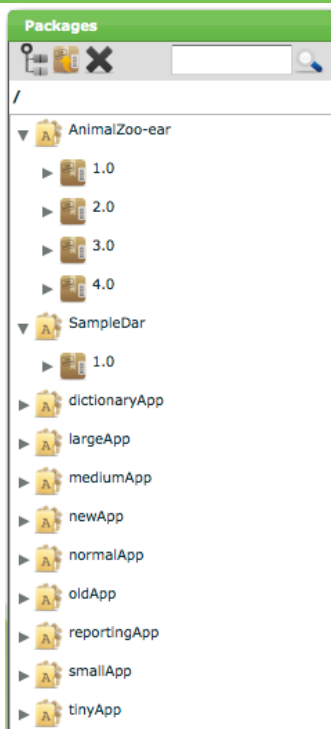 Packages
/
AnimalZoo-ear
1.0
2.0
3.0
4.0
SampleDar
1.0
dictionaryApp
largeApp
mediumApp
newApp
normalApp
oldApp
reportingApp
smallApp
tinyApp